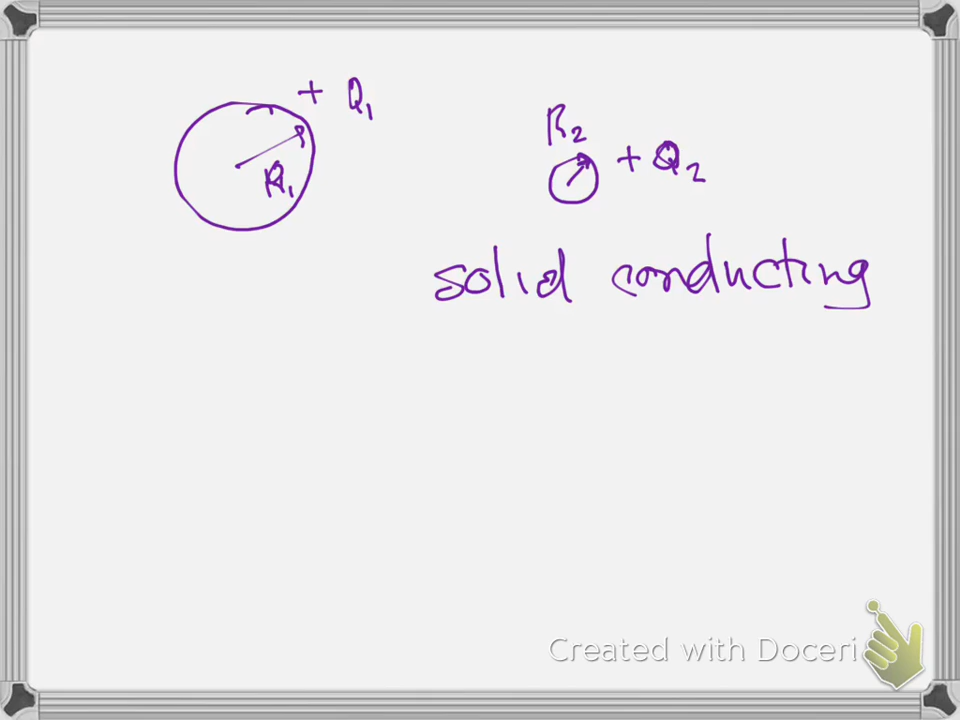 + Q1
R1
R2
+ Q2
solid conducting
Created with Doceri